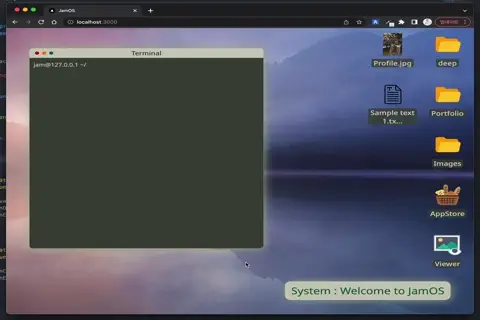 JamOS
localhost:3000
Terminal
jam@127.0.0.1 ~/
Profile.jpg
deep
Sample text
1.tx...
Portfolio
Images
AppStore
Viewer
System : Welcome to JamOS